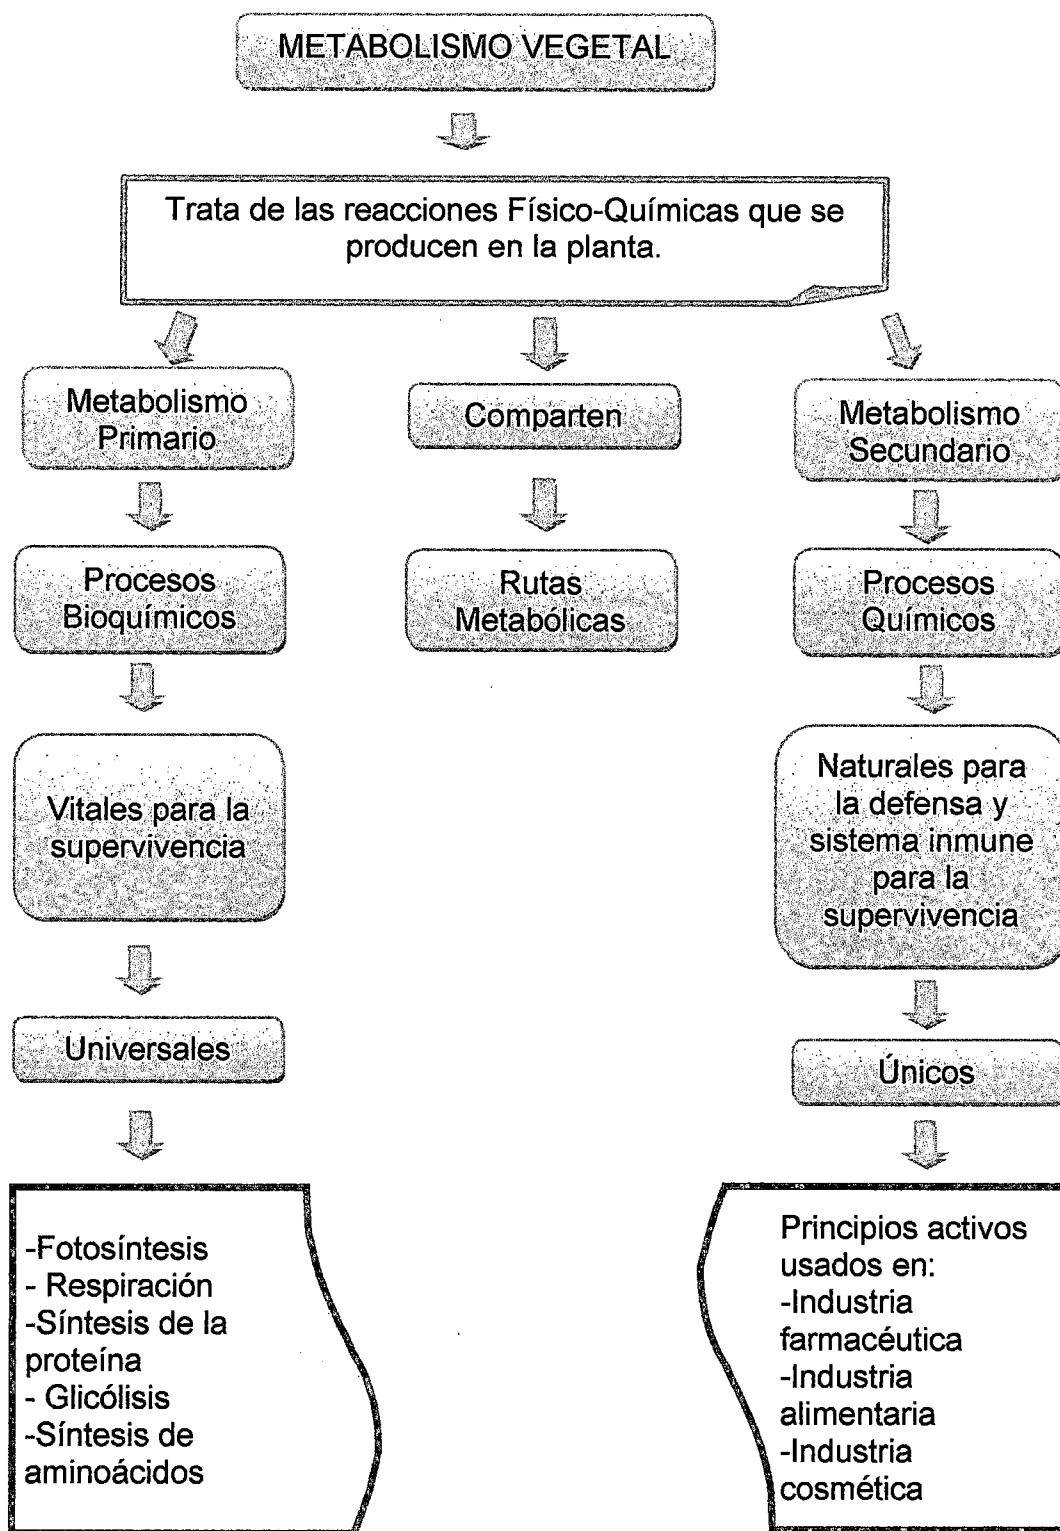 METABOLISMO VEGETAL
Trata de las reacciones Físico-Químicas que se
producen en la planta.
Metabolismo
Primario
Comparten
Metabolismo
Secundario
Procesos
Bioquímicos
Rutas
Metabólicas
Procesos
Químicos
Vitales para la
supervivencia
Naturales para
la defensa y
sistema inmune
para la
supervivencia
Universales
Únicos
-Fotosíntesis
- Respiración
-Síntesis de la
proteína
- Glicólisis
-Síntesis de
aminoácidos
Principios activos
usados en:
-Industria
farmacéutica
-Industria
alimentaria
-Industria
cosmética